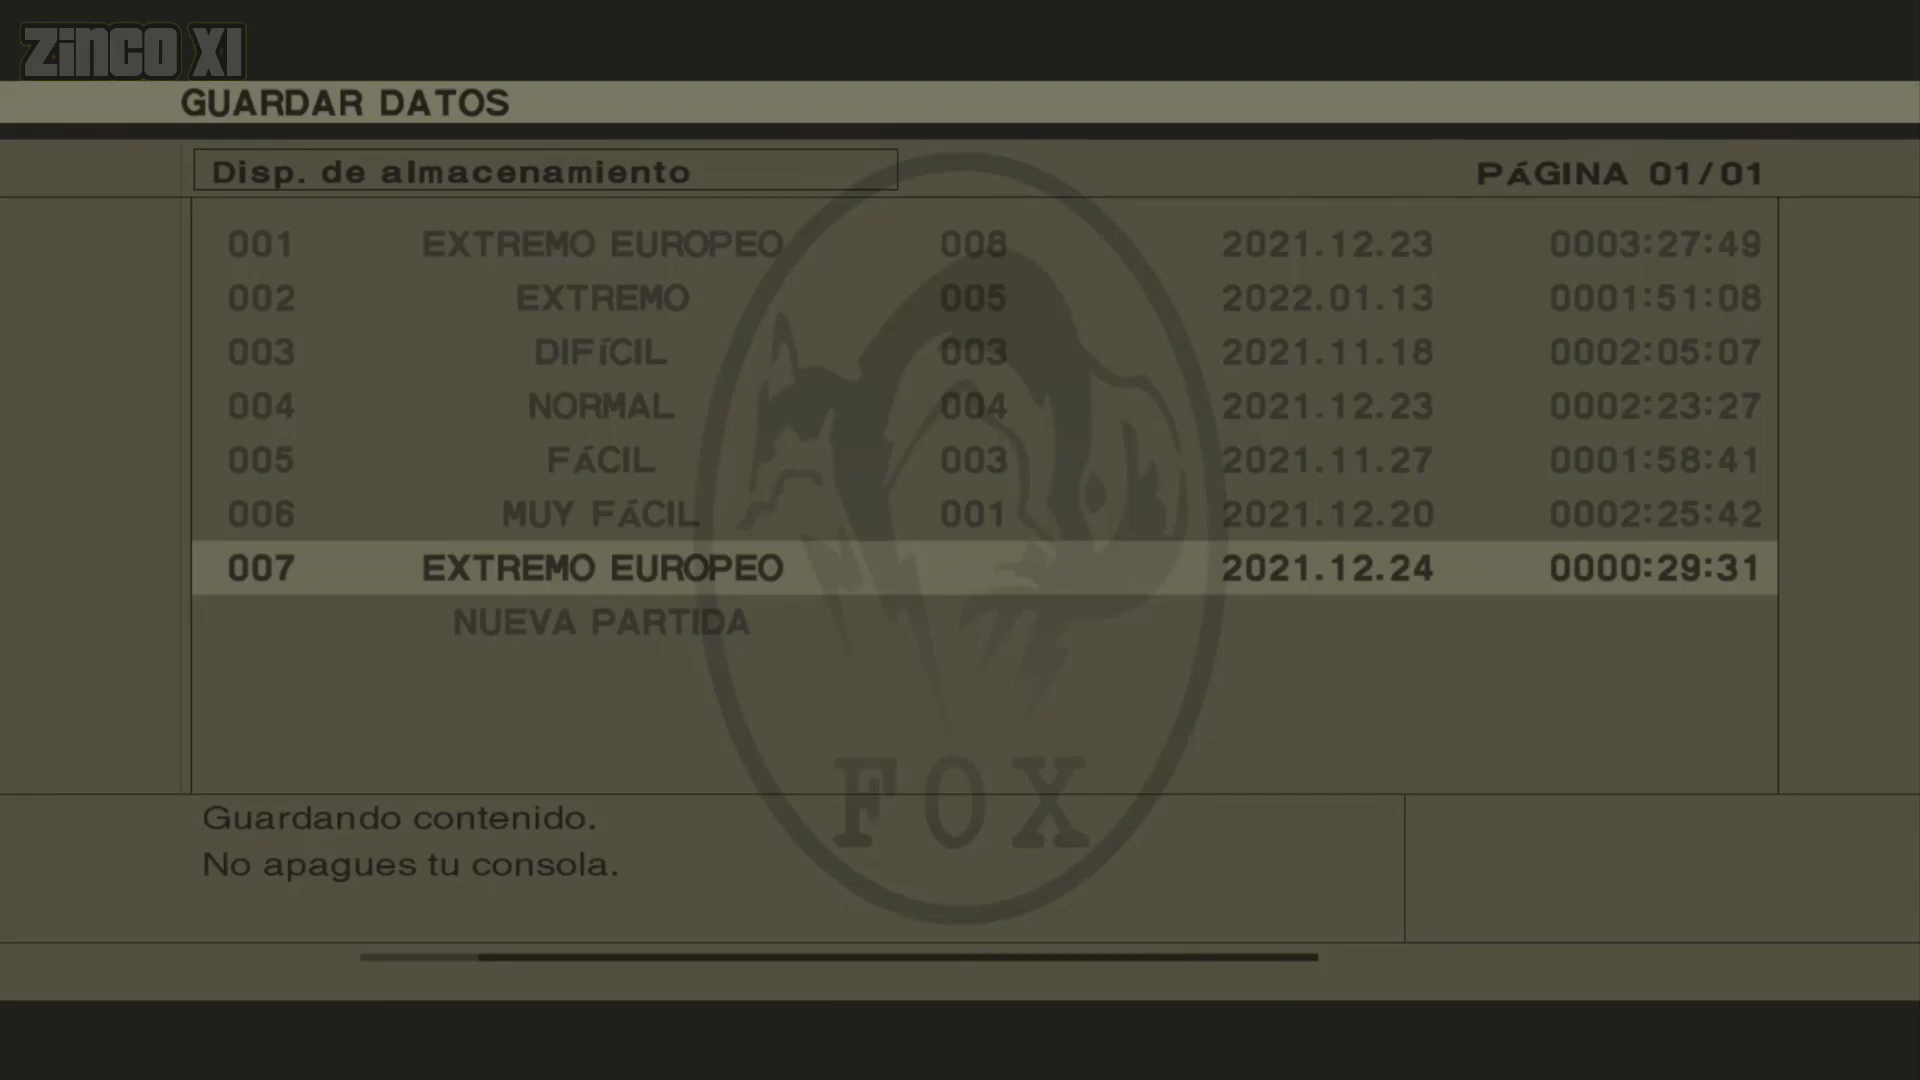 ZINCO XI
GUARDAR DATOS
Disp. de almacenamiento PÁGINA 01/01
001 EXTREMO EUROPEO 008 2021.12.23 0003:27:49
002 EXTREMO 005 2022.01.13 0001:51:08
003 DIFíCIL 003 2021.11.18 0002:05:07
004 NORMAL 004 2021.12.23 0002:23:27
005 FÁCIL 003 2021.11.27 0001:58:41
006 MUY FÁCIL 001 2021.12.20 0002:25:42
007 EXTREMO EUROPEO 2021.12.24 0000:29:31
NUEVA PARTIDA
FOX
Guardando contenido.
No apagues tu consola.